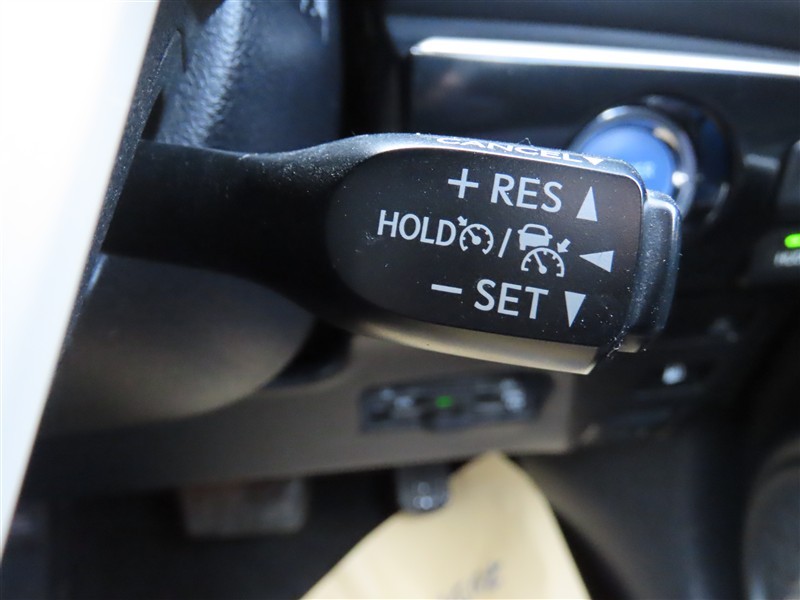 CANCEL
+ RES
HOLD /
− SET